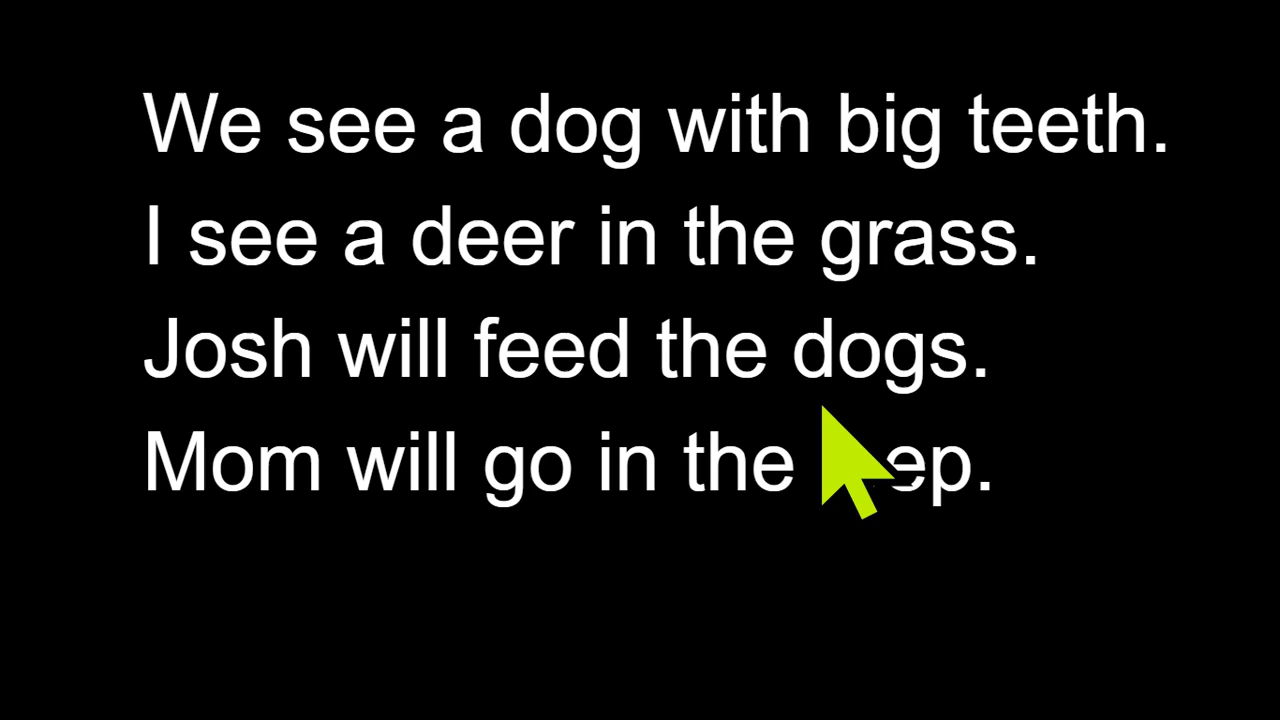 We see a dog with big teeth.
I see a deer in the grass.
Josh will feed the dogs.
Mom will go in the